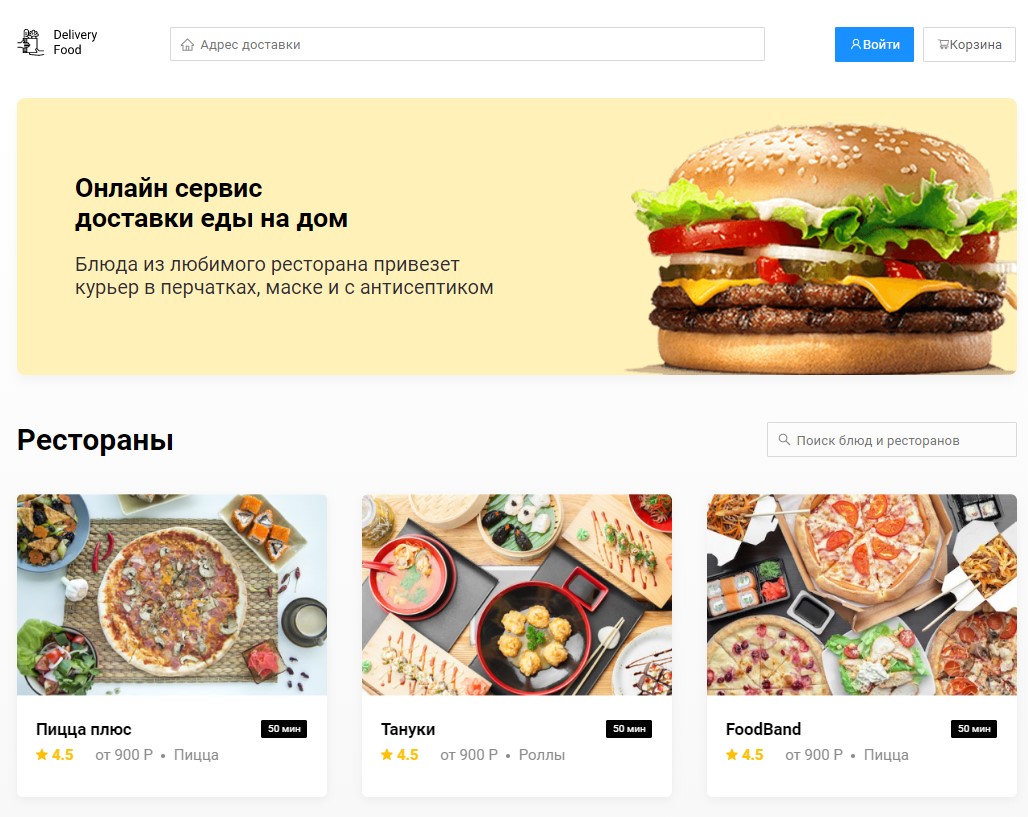 Delivery
Food
Адрес доставки
Войти
Корзина
Онлайн сервис
доставки еды на дом
Блюда из любимого ресторана привезет
курьер в перчатках, маске и с антисептиком
Рестораны
Поиск блюд и ресторанов
Пицца плюс
50 мин
4.5 от 900 Р • Пицца
Тануки
50 мин
4.5 от 900 Р • Роллы
FoodBand
50 мин
4.5 от 900 Р • Пицца